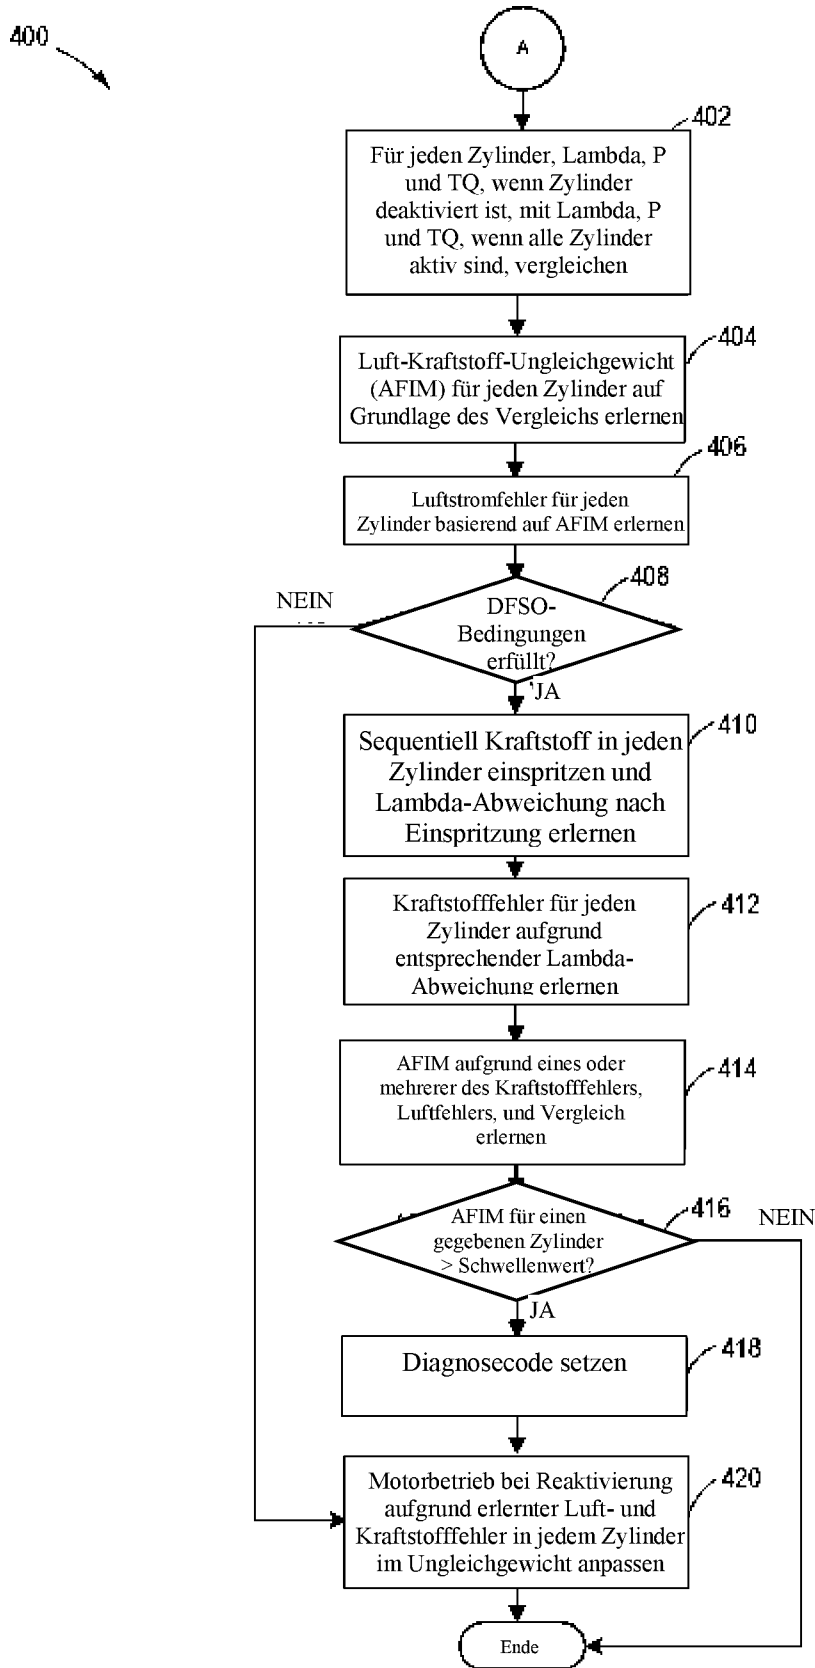 400
A
402
Für jeden Zylinder, Lambda, P
und TQ, wenn Zylinder
deaktiviert ist, mit Lambda, P
und TQ, wenn alle Zylinder
aktiv sind, vergleichen
404
Luft-Kraftstoff-Ungleichgewicht
(AFIM) für jeden Zylinder auf
Grundlage des Vergleichs erlernen
406
Luftstromfehler für jeden
Zylinder basierend auf AFIM erlernen
408
NEIN
DFSO-
Bedingungen
erfüllt?
JA
410
Sequentiell Kraftstoff in jeden
Zylinder einspritzen und
Lambda-Abweichung nach
Einspritzung erlernen
412
Kraftstofffehler für jeden
Zylinder aufgrund
entsprechender Lambda-
Abweichung erlernen
414
AFIM aufgrund eines oder
mehrerer des Kraftstofffehlers,
Luftfehlers, und Vergleich
erlernen
416
NEIN
AFIM für einen
gegebenen Zylinder
> Schwellenwert?
JA
418
Diagnosecode setzen
420
Motorbetrieb bei Reaktivierung
aufgrund erlernter Luft- und
Kraftstofffehler in jedem Zylinder
im Ungleichgewicht anpassen
Ende